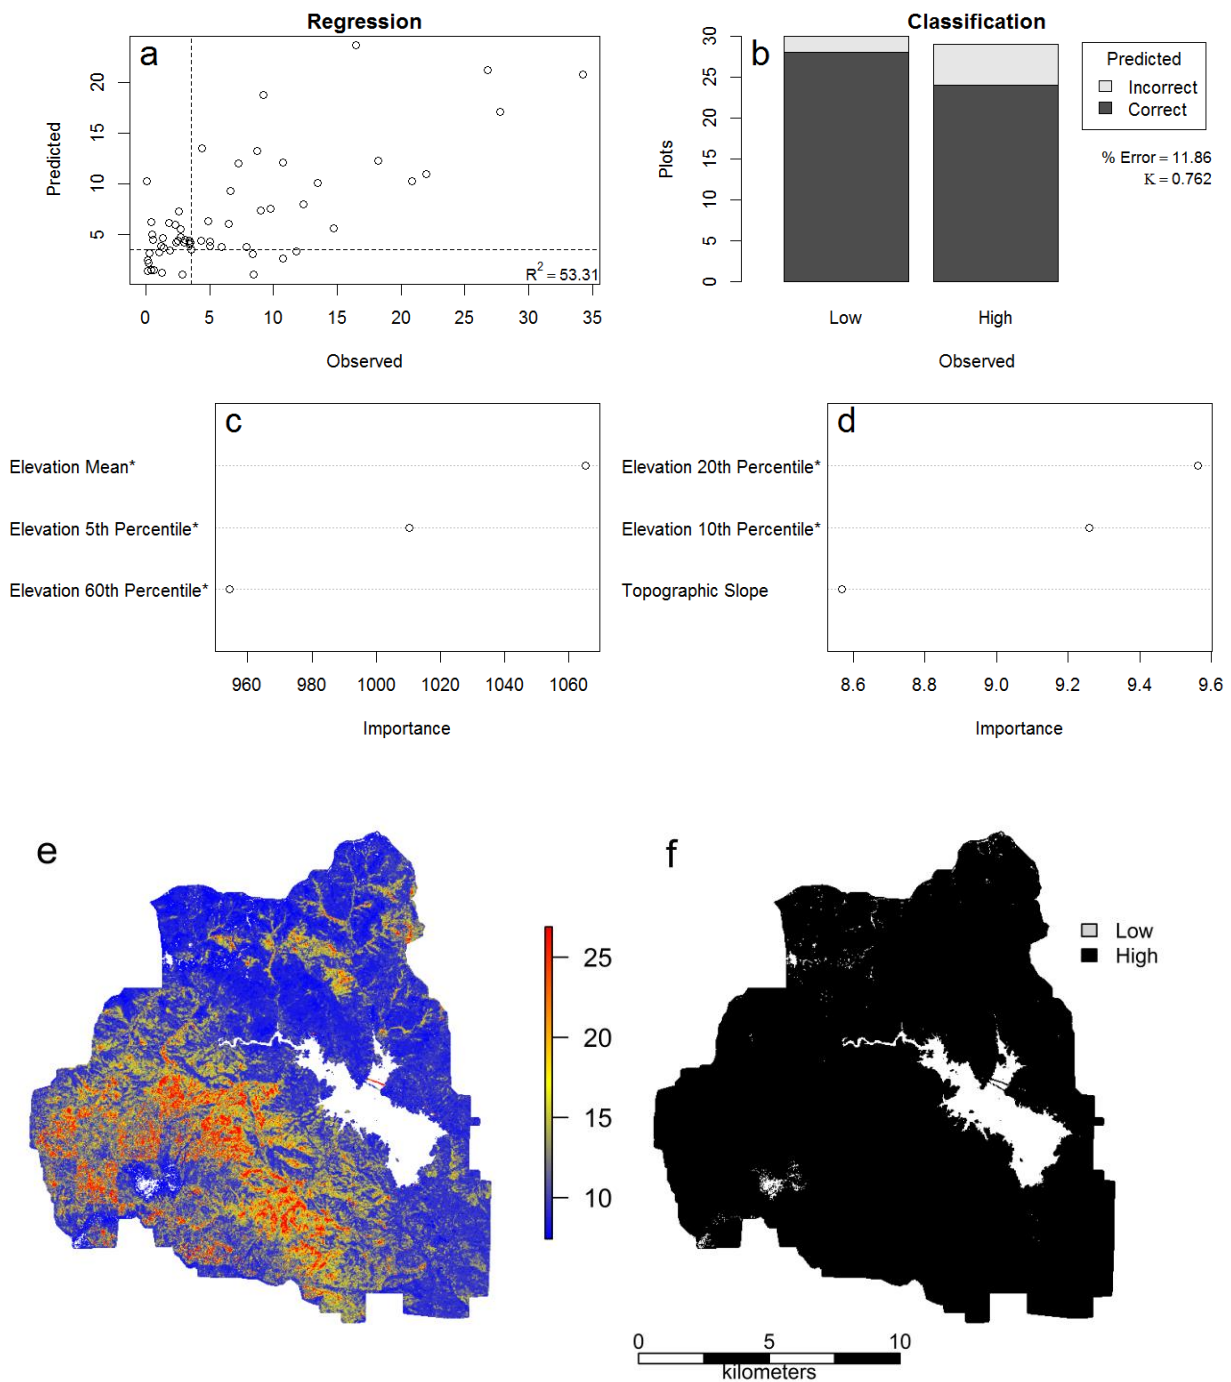 Regression
a
Predicted
5 10 15 20
R² = 53.31
0 5 10 15 20 25 30 35
Observed
Classification
b
Plots
0 5 10 15 20 25 30
Low High
Observed
Predicted
Incorrect
Correct
% Error = 11.86
K = 0.762
c
Elevation Mean*
Elevation 5th Percentile*
Elevation 60th Percentile*
960 980 1000 1020 1040 1060
Importance
d
Elevation 20th Percentile*
Elevation 10th Percentile*
Topographic Slope
8.6 8.8 9.0 9.2 9.4 9.6
Importance
e
25
20
15
10
f
Low
High
0 5 10
kilometers